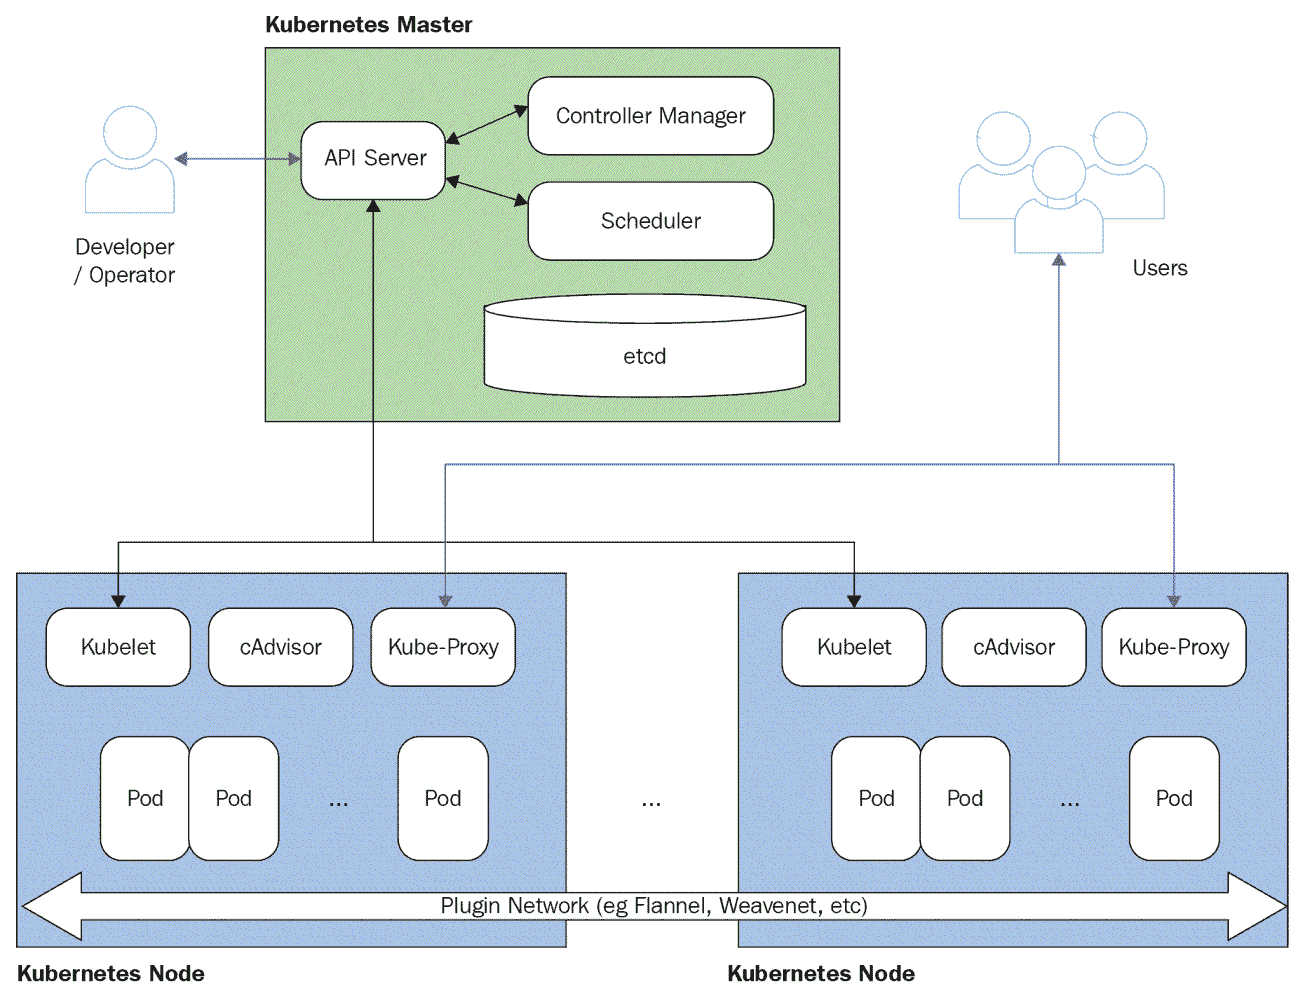 Kubernetes Master
Controller Manager
API Server
Scheduler
Developer
/ Operator
Users
etcd
Kubelet
cAdvisor
Kube-Proxy
Kubelet
cAdvisor
Kube-Proxy
Pod
Pod
...
Pod
...
Pod
Pod
...
Pod
Plugin Network (eg Flannel, Weavenet, etc)
Kubernetes Node
Kubernetes Node